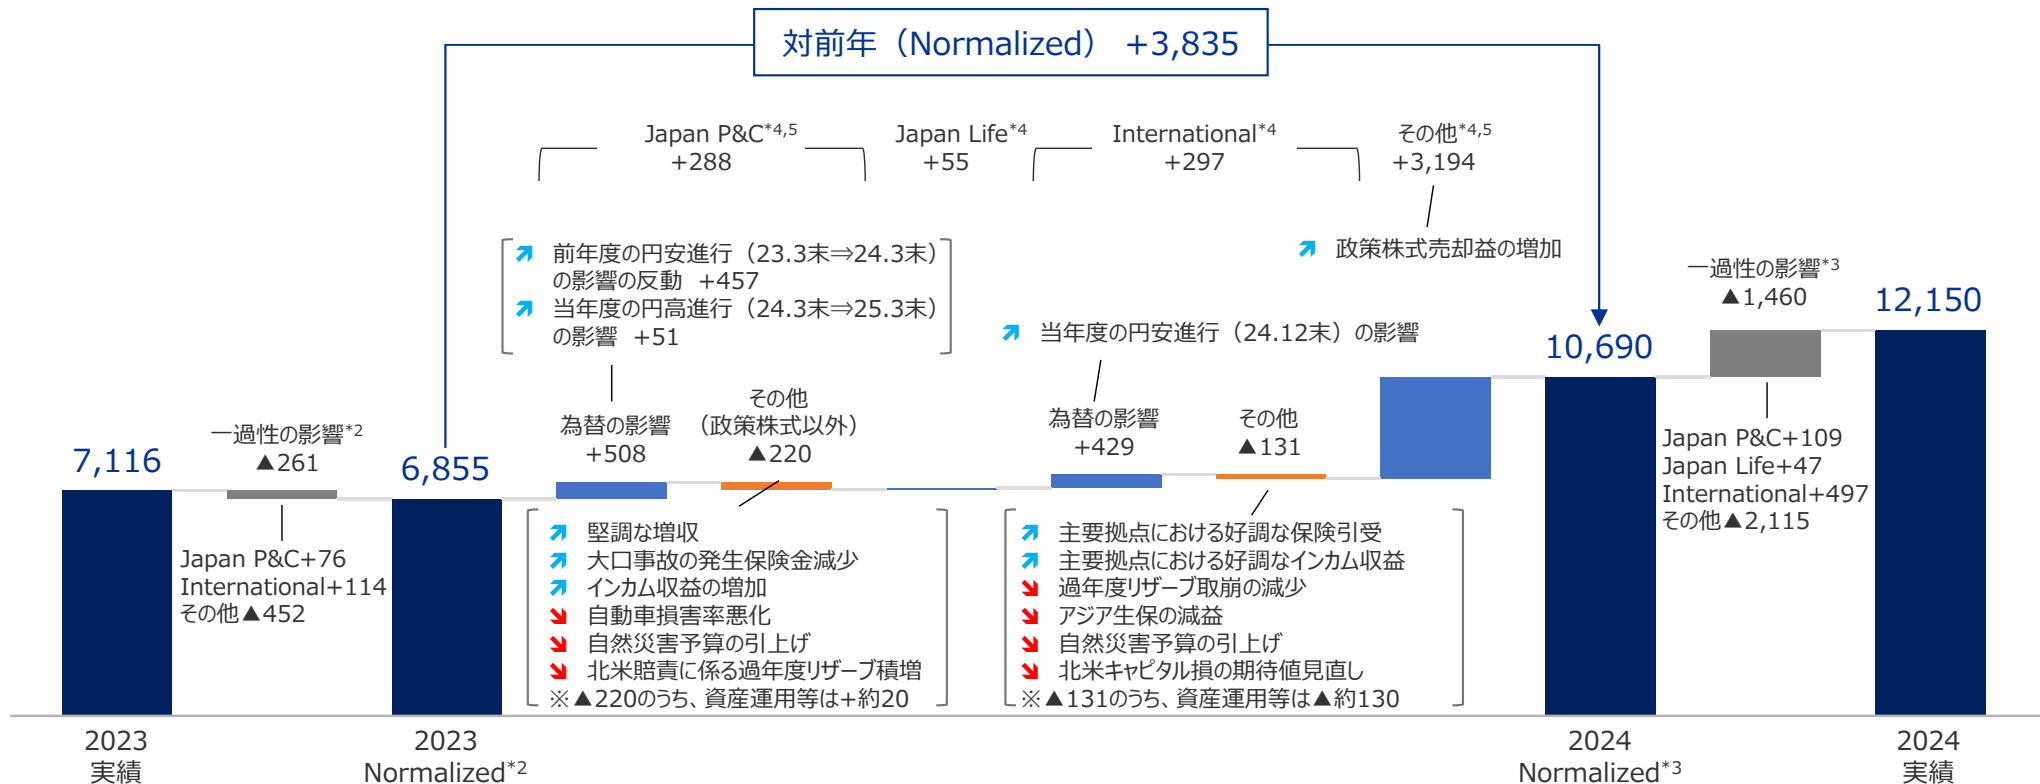 対前年（Normalized） +3,835
Japan P&C*4,5
+288
Japan Life*4
+55
International*4
+297
その他*4,5
+3,194
前年度の円安進行（23.3末⇒24.3末）
の影響の反動 +457
当年度の円高進行（24.3末⇒25.3末）
の影響 +51
政策株式売却益の増加
当年度の円安進行（24.12末）の影響
7,116
一過性の影響*2
▲261
Japan P&C+76
International+114
その他▲452
6,855
為替の影響
+508
その他
（政策株式以外）
▲220
堅調な増収
大口事故の発生保険金減少
インカム収益の増加
自動車損害率悪化
自然災害予算の引上げ
北米賠責に係る過年度リザーブ積増
※▲220のうち、資産運用等は+約20
為替の影響
+429
その他
▲131
主要拠点における好調な保険引受
主要拠点における好調なインカム収益
過年度リザーブ取崩の減少
アジア生保の減益
自然災害予算の引上げ
北米キャピタル損の期待値見直し
※▲131のうち、資産運用等は▲約130
10,690
一過性の影響*3
▲1,460
Japan P&C+109
Japan Life+47
International+497
その他▲2,115
12,150
2023
実績
2023
Normalized*2
2024
Normalized*3
2024
実績